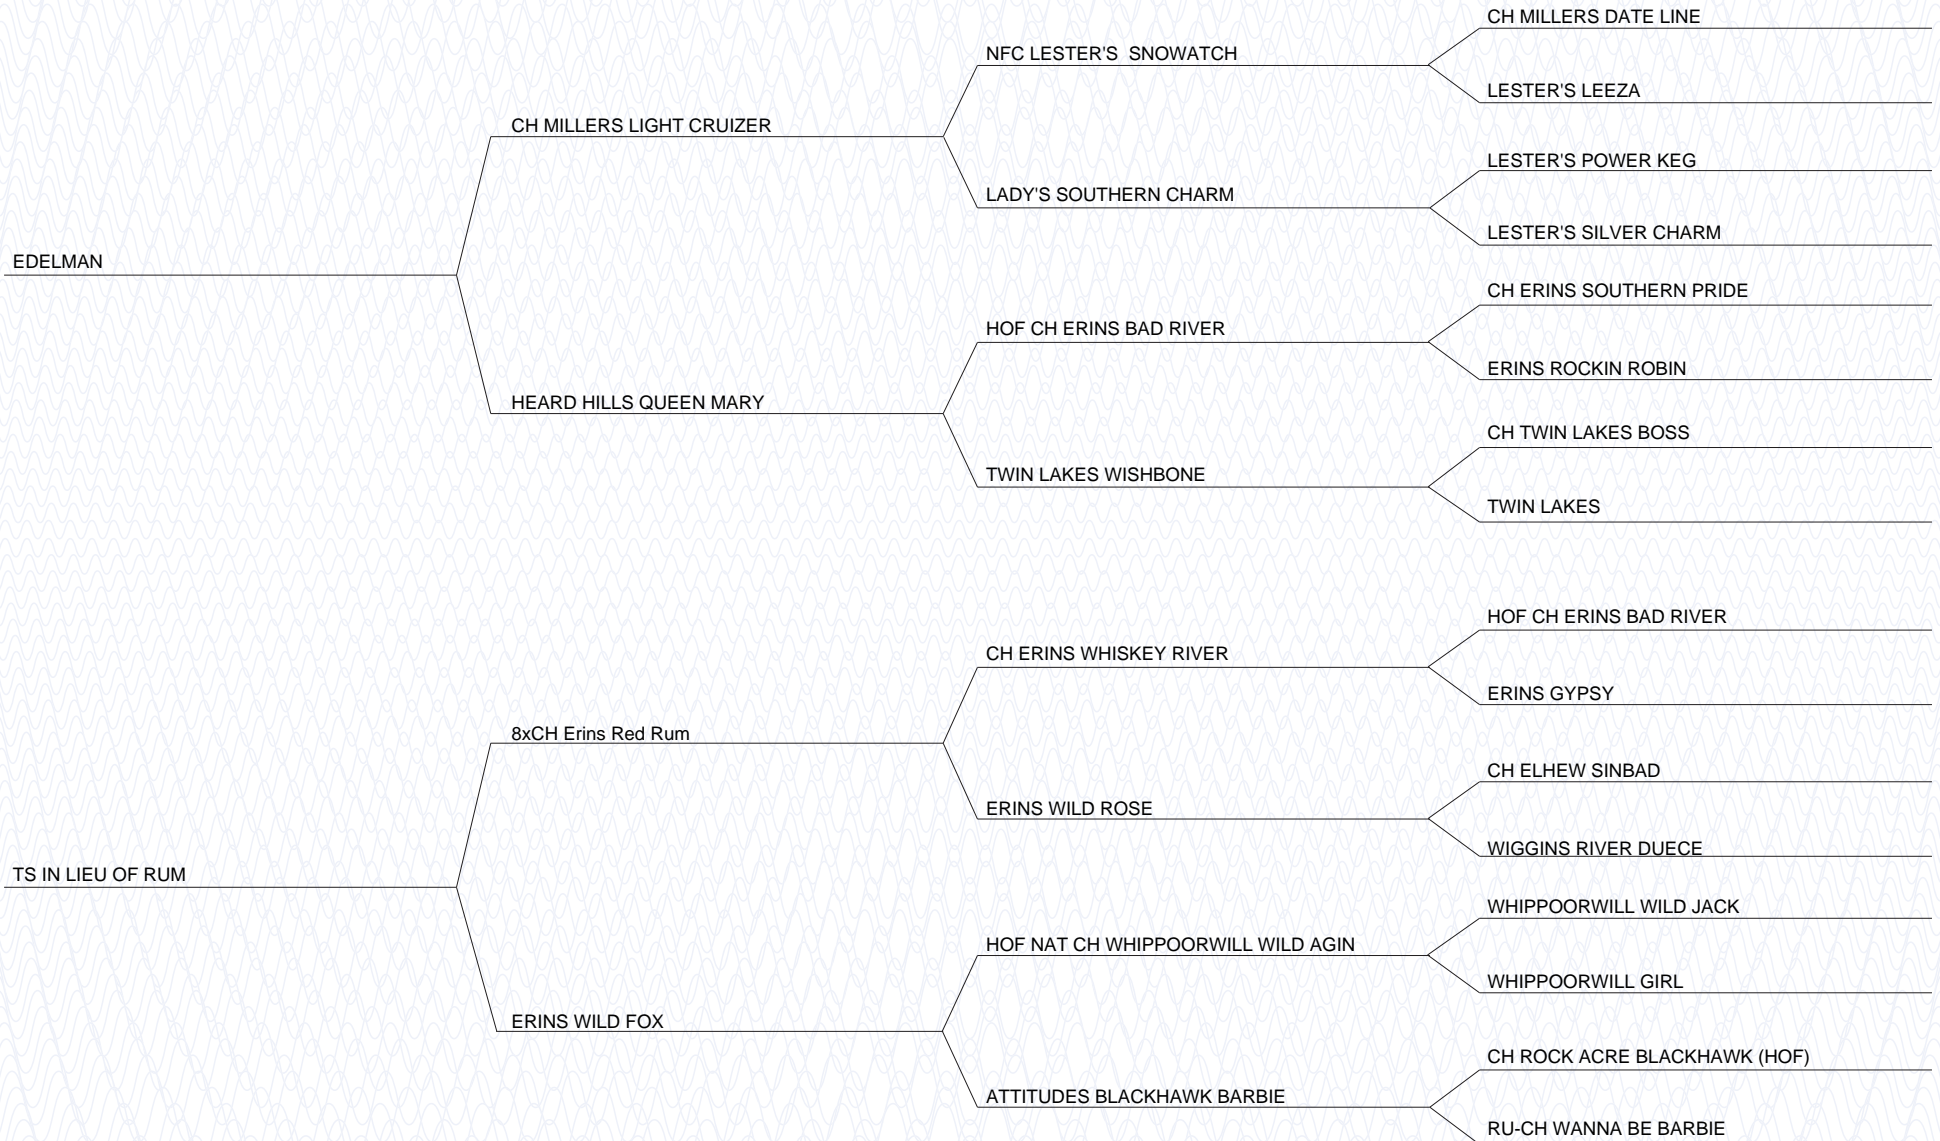 CH MILLERS DATE LINE
NFC LESTER'S  SNOWATCH
LESTER'S LEEZA
CH MILLERS LIGHT CRUIZER
LESTER'S POWER KEG
LADY'S SOUTHERN CHARM
LESTER'S SILVER CHARM
EDELMAN
CH ERINS SOUTHERN PRIDE
HOF CH ERINS BAD RIVER
ERINS ROCKIN ROBIN
HEARD HILLS QUEEN MARY
CH TWIN LAKES BOSS
TWIN LAKES WISHBONE
TWIN LAKES
HOF CH ERINS BAD RIVER
CH ERINS WHISKEY RIVER
ERINS GYPSY
8xCH Erins Red Rum
CH ELHEW SINBAD
ERINS WILD ROSE
WIGGINS RIVER DUECE
TS IN LIEU OF RUM
WHIPPOORWILL WILD JACK
HOF NAT CH WHIPPOORWILL WILD AGIN
WHIPPOORWILL GIRL
ERINS WILD FOX
CH ROCK ACRE BLACKHAWK (HOF)
ATTITUDES BLACKHAWK BARBIE
RU-CH WANNA BE BARBIE